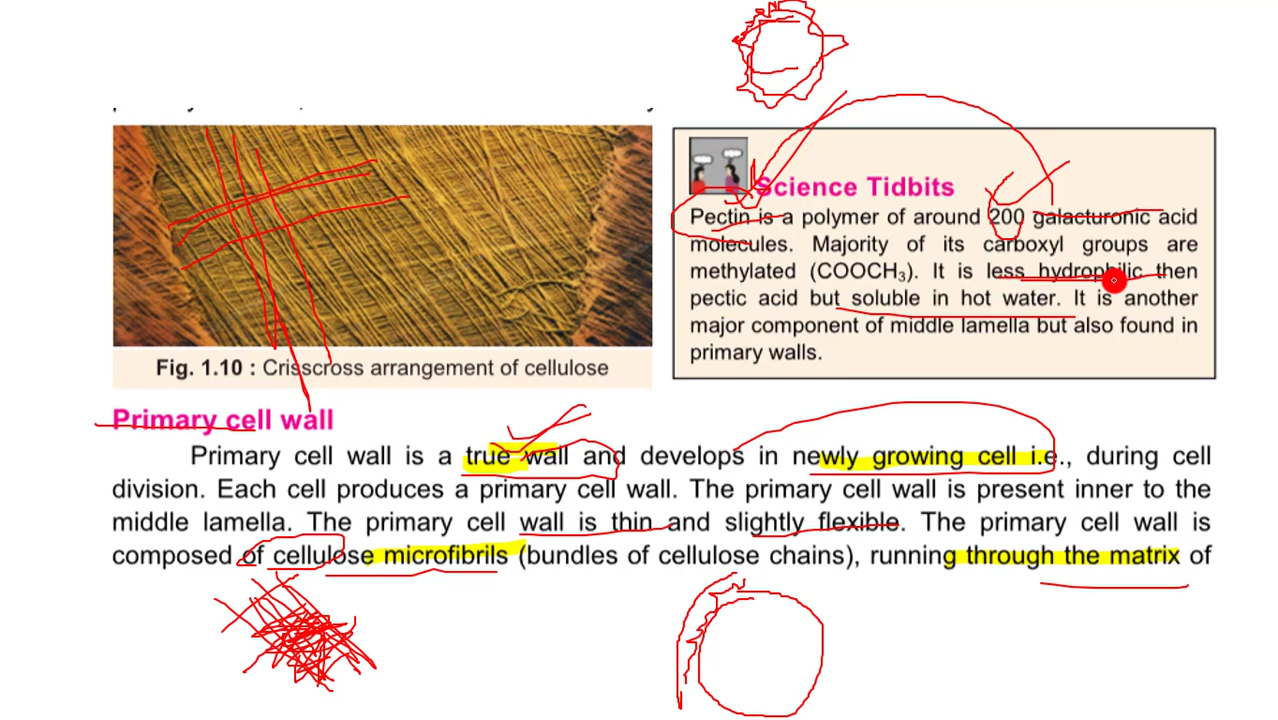 Science Tidbits
Pectin is a polymer of around 200 galacturonic acid
molecules. Majority of its carboxyl groups are
methylated (COOCH₃). It is less hydrophilic then
pectic acid but soluble in hot water. It is another
major component of middle lamella but also found in
primary walls.
Fig. 1.10 : Crisscross arrangement of cellulose
Primary cell wall
Primary cell wall is a true wall and develops in newly growing cell i.e., during cell
division. Each cell produces a primary cell wall. The primary cell wall is present inner to the
middle lamella. The primary cell wall is thin and slightly flexible. The primary cell wall is
composed of cellulose microfibrils (bundles of cellulose chains), running through the matrix of